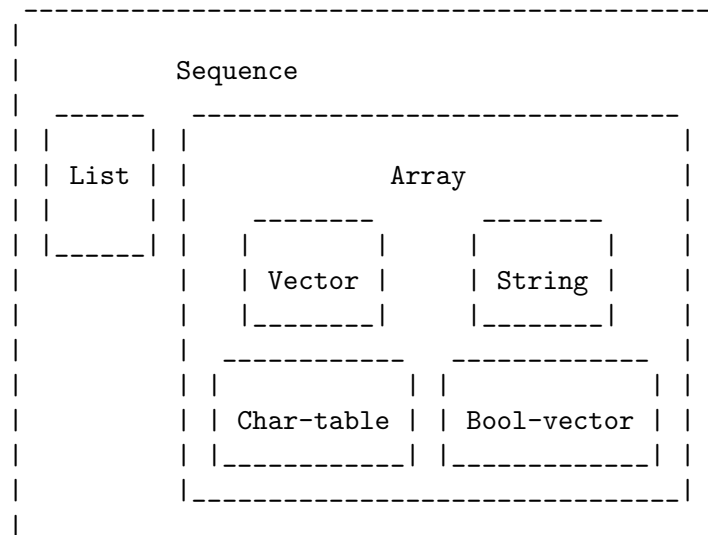 Sequence
List Array
Vector String
Char-table Bool-vector